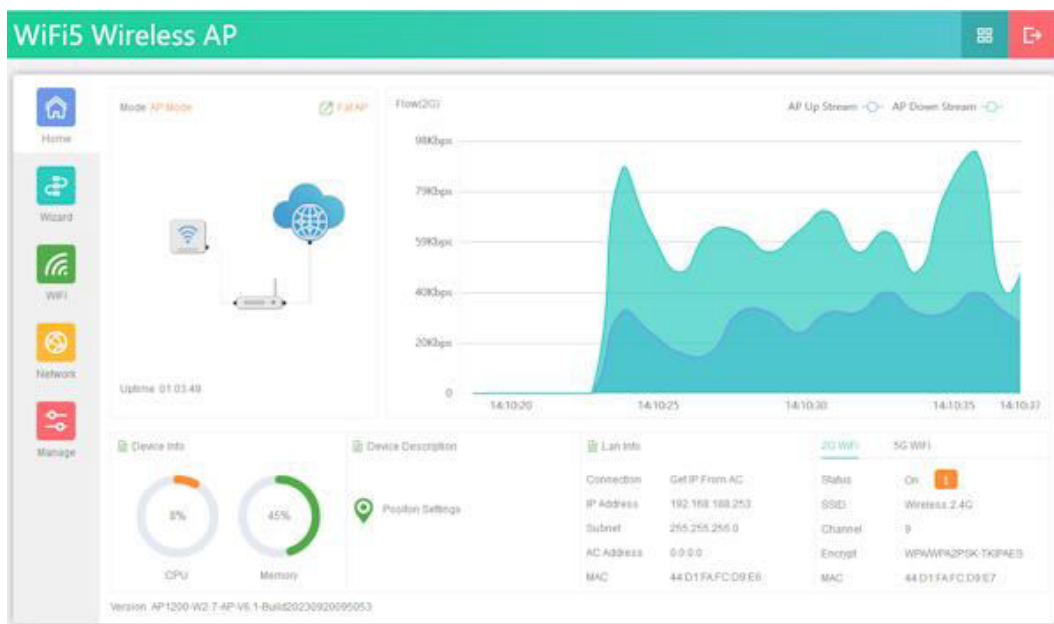 WiFi5 Wireless AP
Home
Wizard
WiFi
Network
Manage
Mode AP Mode
Fat AP
Uptime 01:03:49
Flow(2G)
AP Up Stream
AP Down Stream
98Kbps
79Kbps
59Kbps
40Kbps
20Kbps
0
14:10:20
14:10:25
14:10:30
14:10:35
14:10:37
Device Info
8%
CPU
45%
Memory
Device Description
Position Settings
Lan Info
Connection Get IP From AC
IP Address 192.168.188.253
Subnet 255.255.255.0
AC Address 0.0.0.0
MAC 44:D1:FA:FC:D9:E6
2G WiFi
5G WiFi
Status On 1
SSID Wireless 2.4G
Channel 9
Encrypt WPA/WPA2PSK-TKIPAES
MAC 44:D1:FA:FC:D9:E7
Version AP1200-W2.7-AP-V6.1-Build20230920095053